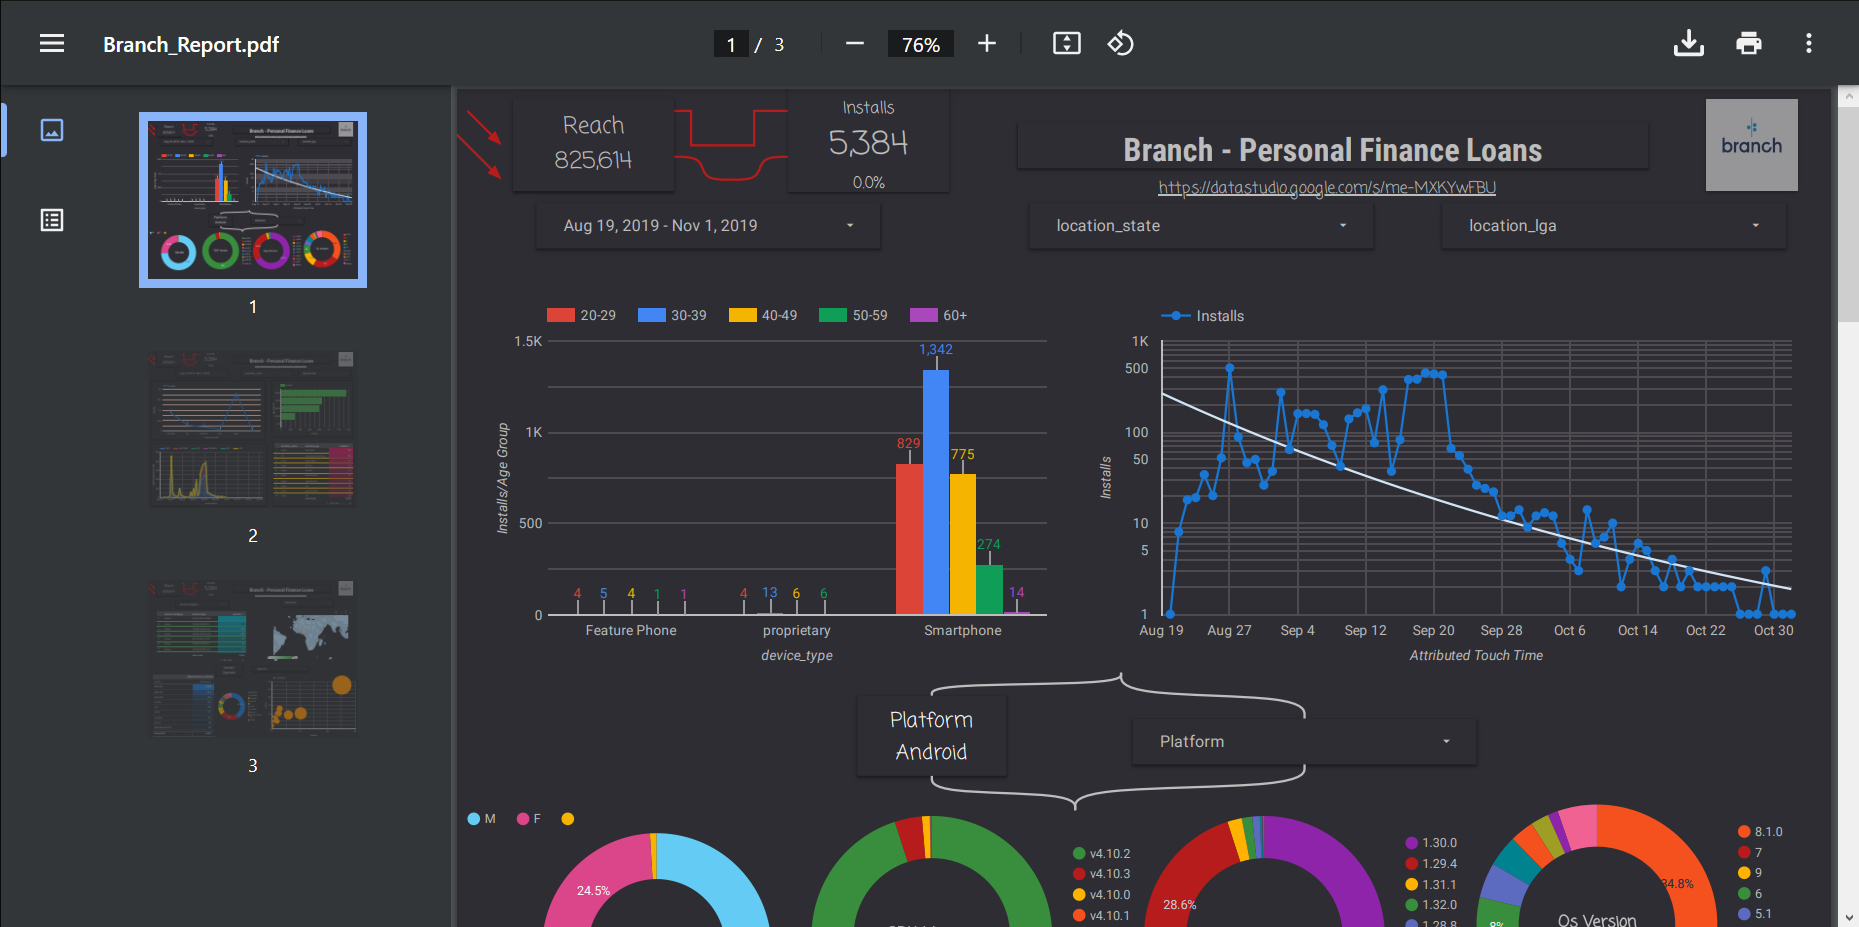 Branch_Report.pdf
1 / 3
76%
1
2
3
Reach
825,614
Installs
5,384
0.0%
Branch - Personal Finance Loans
https://datastudio.google.com/s/me-MXKYwFBU
branch
Aug 19, 2019 - Nov 1, 2019
location_state
location_lga
20-29 30-39 40-49 50-59 60+
Installs/Age Group
1.5K
1K
500
0
4 5 4 1 1
4 13 6 6
829 1,342 775 274 14
Feature Phone proprietary Smartphone
device_type
Installs
Installs
1K
500
100
50
10
5
1
Aug 19 Aug 27 Sep 4 Sep 12 Sep 20 Sep 28 Oct 6 Oct 14 Oct 22 Oct 30
Attributed Touch Time
Platform
Android
Platform
M F
24.5%
v4.10.2
v4.10.3
v4.10.0
v4.10.1
28.6%
1.30.0
1.29.4
1.31.1
1.32.0
1.28.8
34.8%
8%
Os Version
8.1.0
7
9
6
5.1